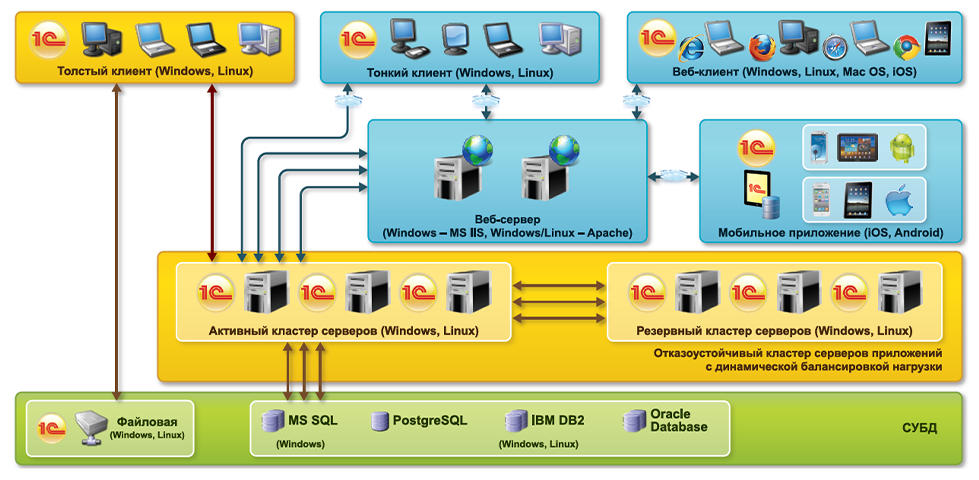 1С
Толстый клиент (Windows, Linux)
1С
Тонкий клиент (Windows, Linux)
1С
Веб-клиент (Windows, Linux, Mac OS, iOS)
Веб-сервер
(Windows – MS IIS, Windows/Linux – Apache)
1С
1С
Мобильное приложение (iOS, Android)
1С
1С
1С
Активный кластер серверов (Windows, Linux)
1С
1С
1С
Резервный кластер серверов (Windows, Linux)
Отказоустойчивый кластер серверов приложений
с динамической балансировкой нагрузки
1С
Файловая
(Windows, Linux)
MS SQL
(Windows)
PostgreSQL
IBM DB2
(Windows, Linux)
Oracle
Database
СУБД